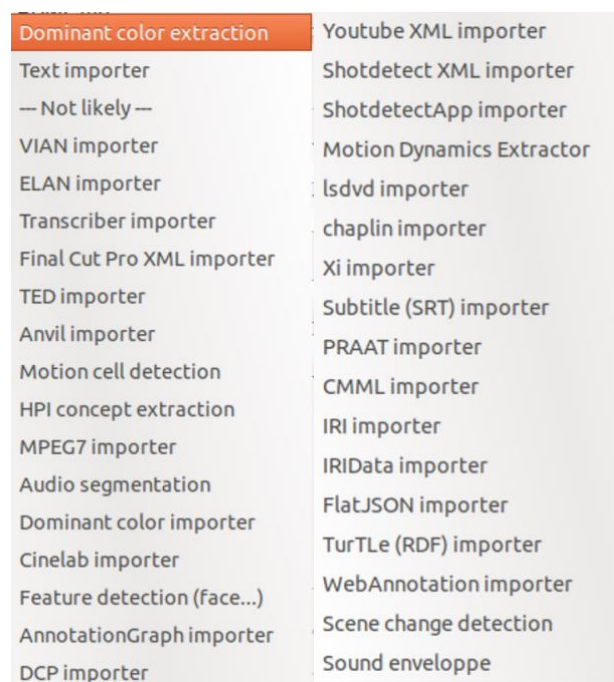 Dominant color extraction
Text importer
--- Not likely ---
VIAN importer
ELAN importer
Transcriber importer
Final Cut Pro XML importer
TED importer
Anvil importer
Motion cell detection
HPI concept extraction
MPEG7 importer
Audio segmentation
Dominant color importer
Cinelab importer
Feature detection (face...)
AnnotationGraph importer
DCP importer
Youtube XML importer
Shotdetect XML importer
ShotdetectApp importer
Motion Dynamics Extractor
lsdvd importer
chaplin importer
Xi importer
Subtitle (SRT) importer
PRAAT importer
CMML importer
IRI importer
IRIData importer
FlatJSON importer
TurTLe (RDF) importer
WebAnnotation importer
Scene change detection
Sound enveloppe